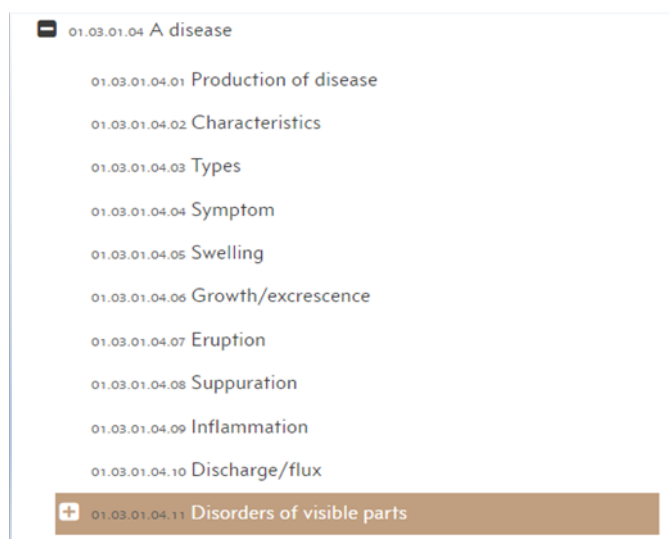 01.03.01.04 A disease
01.03.01.04.01 Production of disease
01.03.01.04.02 Characteristics
01.03.01.04.03 Types
01.03.01.04.04 Symptom
01.03.01.04.05 Swelling
01.03.01.04.06 Growth/excrescence
01.03.01.04.07 Eruption
01.03.01.04.08 Suppuration
01.03.01.04.09 Inflammation
01.03.01.04.10 Discharge/flux
01.03.01.04.11 Disorders of visible parts